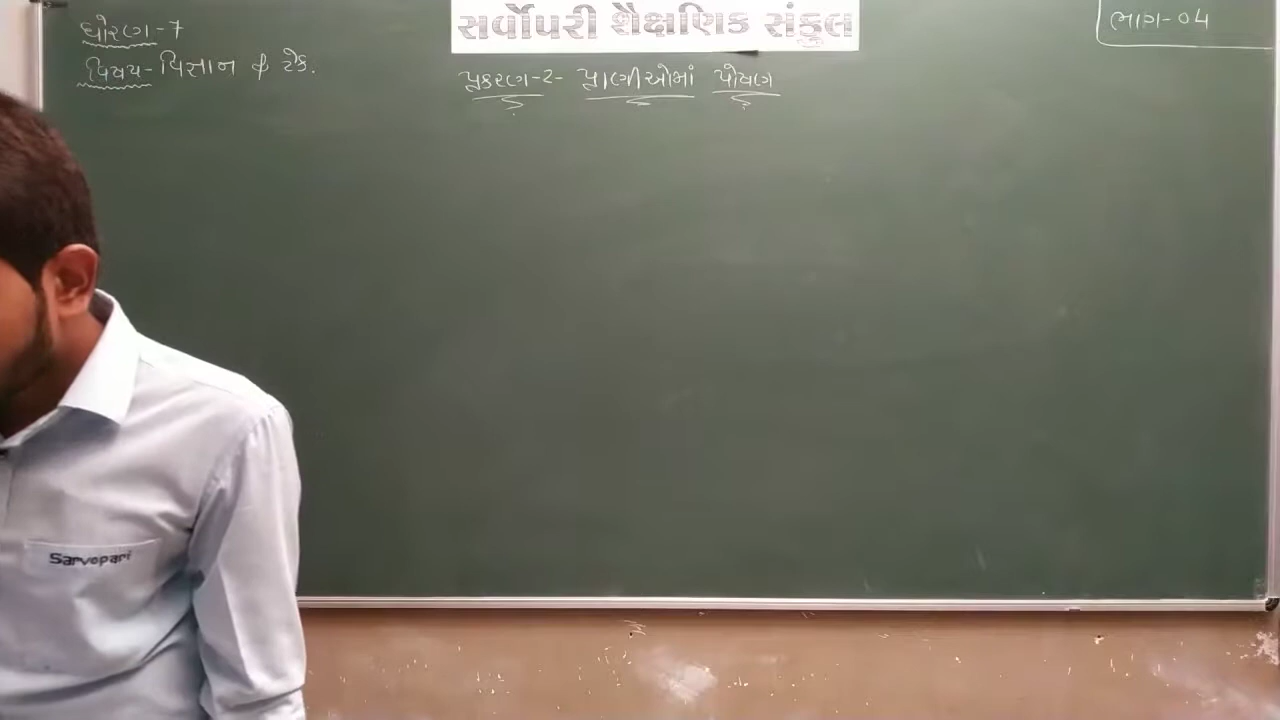 સર્વોપરી શૈક્ષણિક સંકુલ
ધોરણ-7
વિષય-વિજ્ઞાન & ટેક.
ભાગ-04
પ્રકરણ-2- પ્રાણીઓમાં પોષણ
Sarvopari